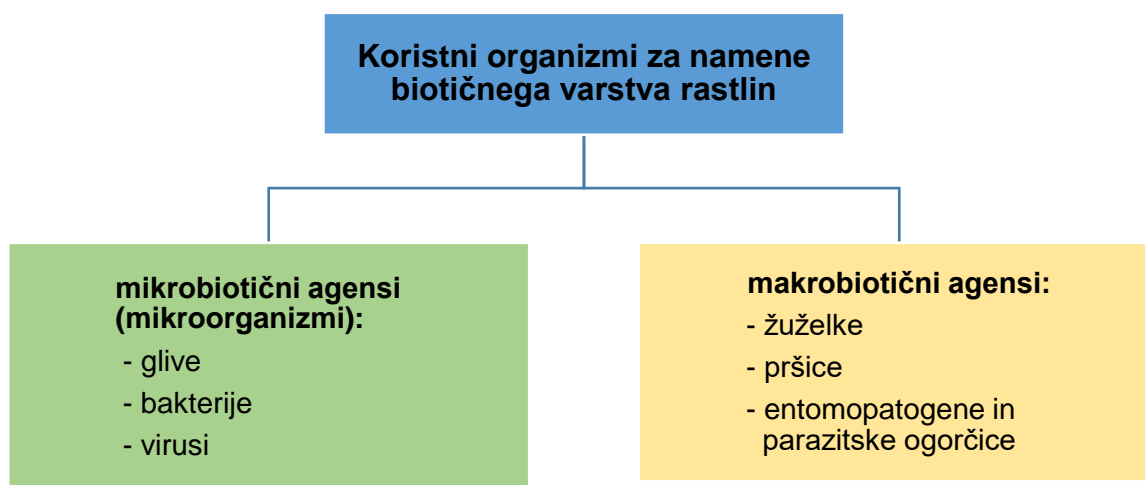 Koristni organizmi za namene
biotičnega varstva rastlin
mikrobiotični agensi
(mikroorganizmi):
- glive
- bakterije
- virusi
makrobiotični agensi:
- žuželke
- pršice
- entomopatogene in
parazitske ogorčice